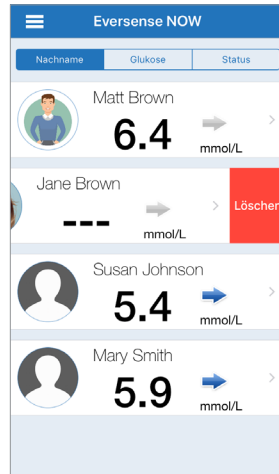 Eversense NOW
Nachname Glukose Status
Matt Brown
6.4 mmol/L
Jane Brown
--- mmol/L
Löschen
Susan Johnson
5.4 mmol/L
Mary Smith
5.9 mmol/L